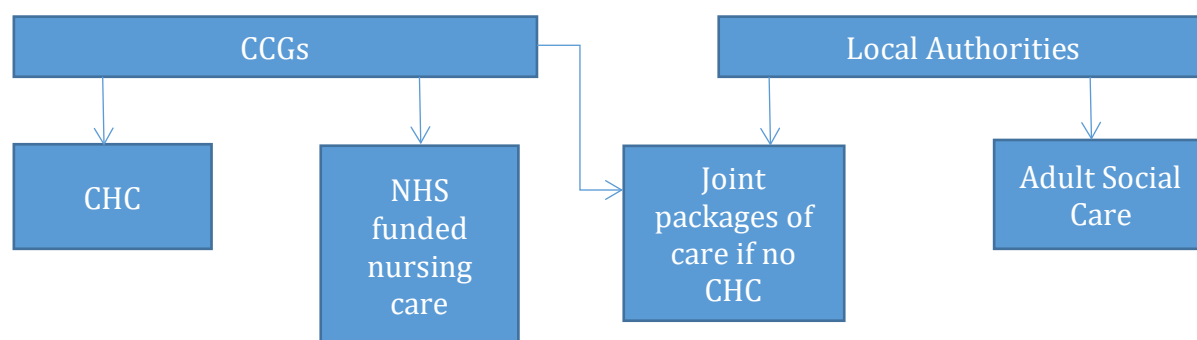 CCGs
Local Authorities
CHC
NHS
funded
nursing
care
Joint
packages of
care if no
CHC
Adult Social
Care